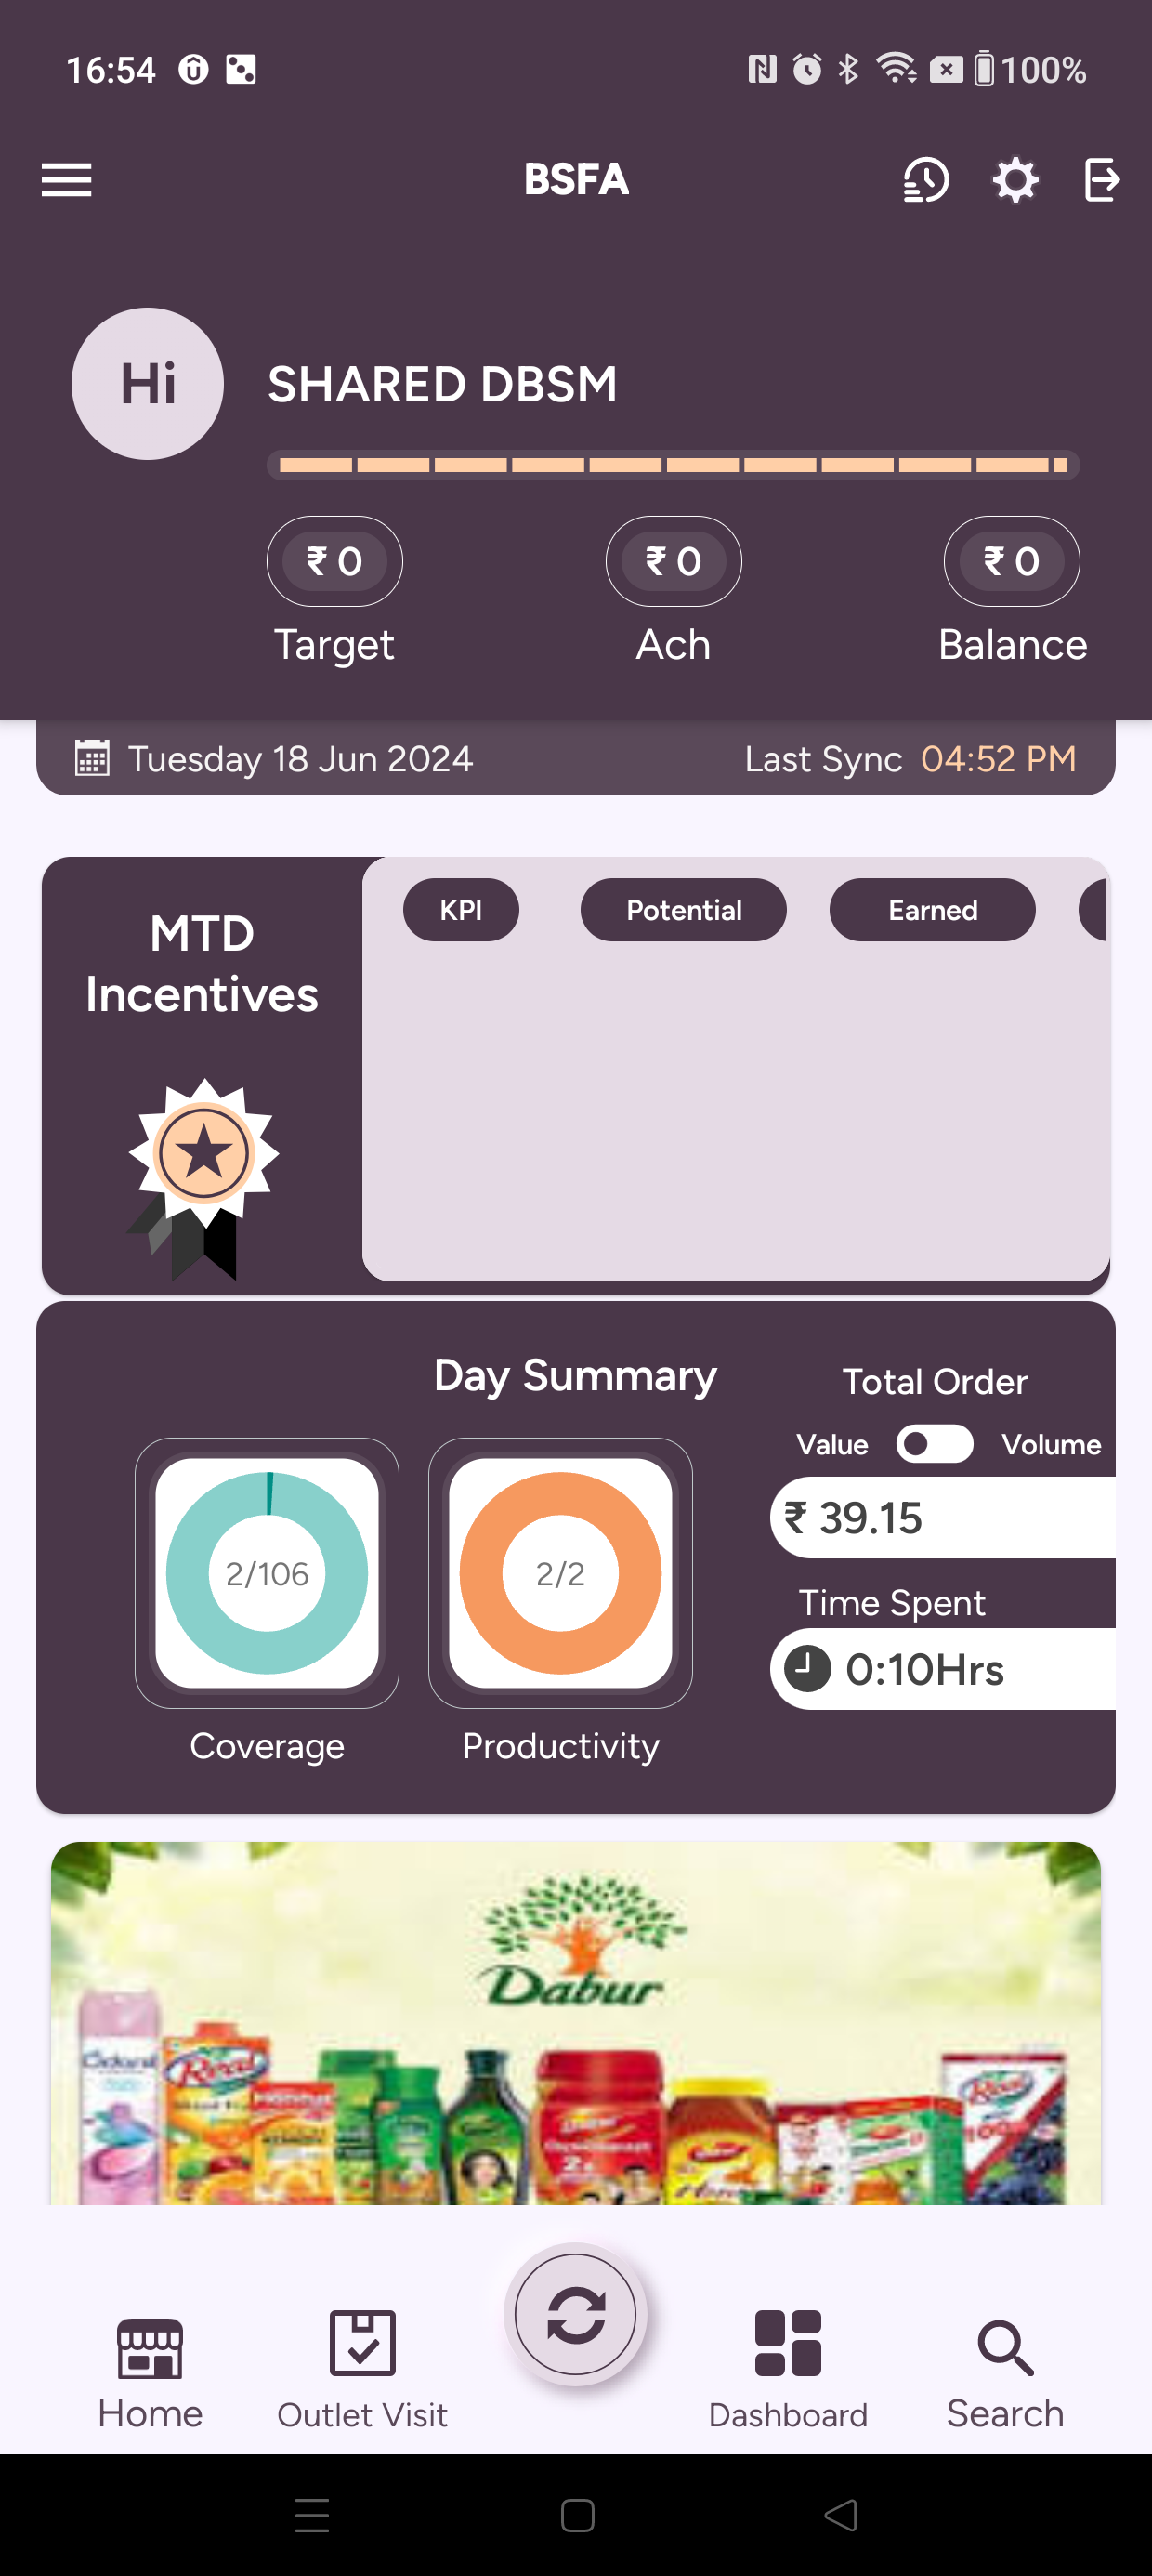 16:54
100%
BSFA
Hi
SHARED DBSM
₹ 0
₹ 0
₹ 0
Target
Ach
Balance
Tuesday 18 Jun 2024
Last Sync 04:52 PM
MTD
Incentives
KPI
Potential
Earned
Day Summary
Total Order
Value
Volume
₹ 39.15
2/106
2/2
Time Spent
0:10Hrs
Coverage
Productivity
Dabur
Real
Real
Home
Outlet Visit
Dashboard
Search